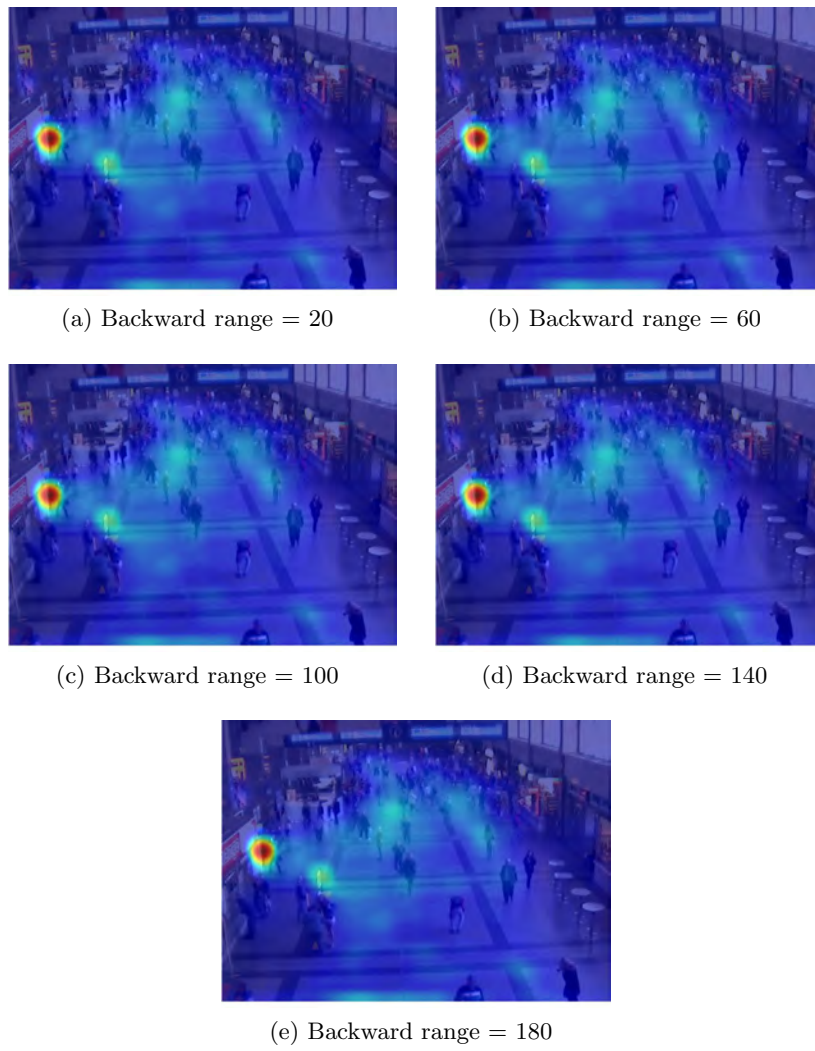 (a) Backward range = 20
(b) Backward range = 60
(c) Backward range = 100
(d) Backward range = 140
(e) Backward range = 180